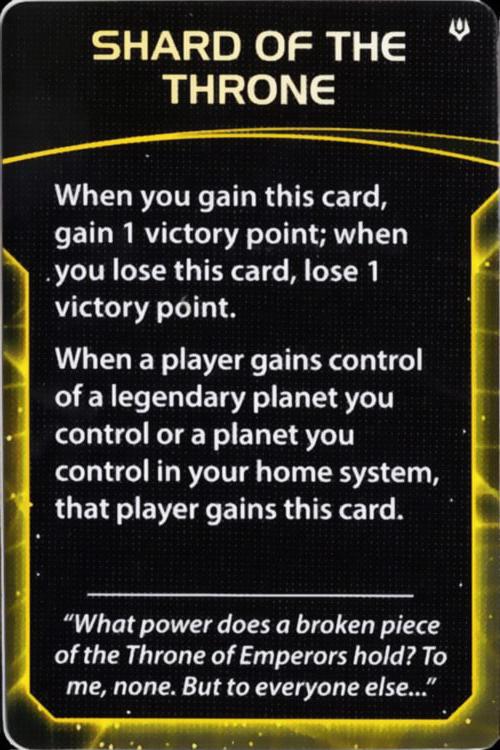 SHARD OF THE
THRONE
When you gain this card,
gain 1 victory point; when
you lose this card, lose 1
victory point.
When a player gains control
of a legendary planet you
control or a planet you
control in your home system,
that player gains this card.
“What power does a broken piece
of the Throne of Emperors hold? To
me, none. But to everyone else...”